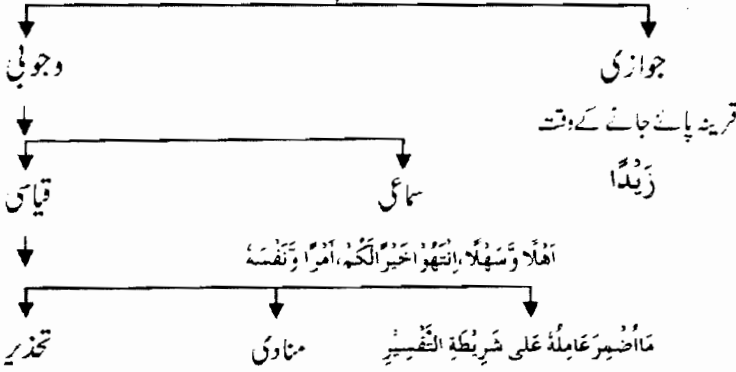 جوازی وجوبی
قرینہ پائے جانے کے وقت
زَيْدًا سماعی قیاسی
اَهْلًا وَّسَهْلًا، اِنْتَهُوْا خَيْرًا لَّكُمْ، اَمْرًا وَّنَفْسَهٗ
مَا اُضْمِرَ عَامِلُهٗ عَلٰى شَرِيْطَةِ التَّفْسِيْرِ منادی تحذیر